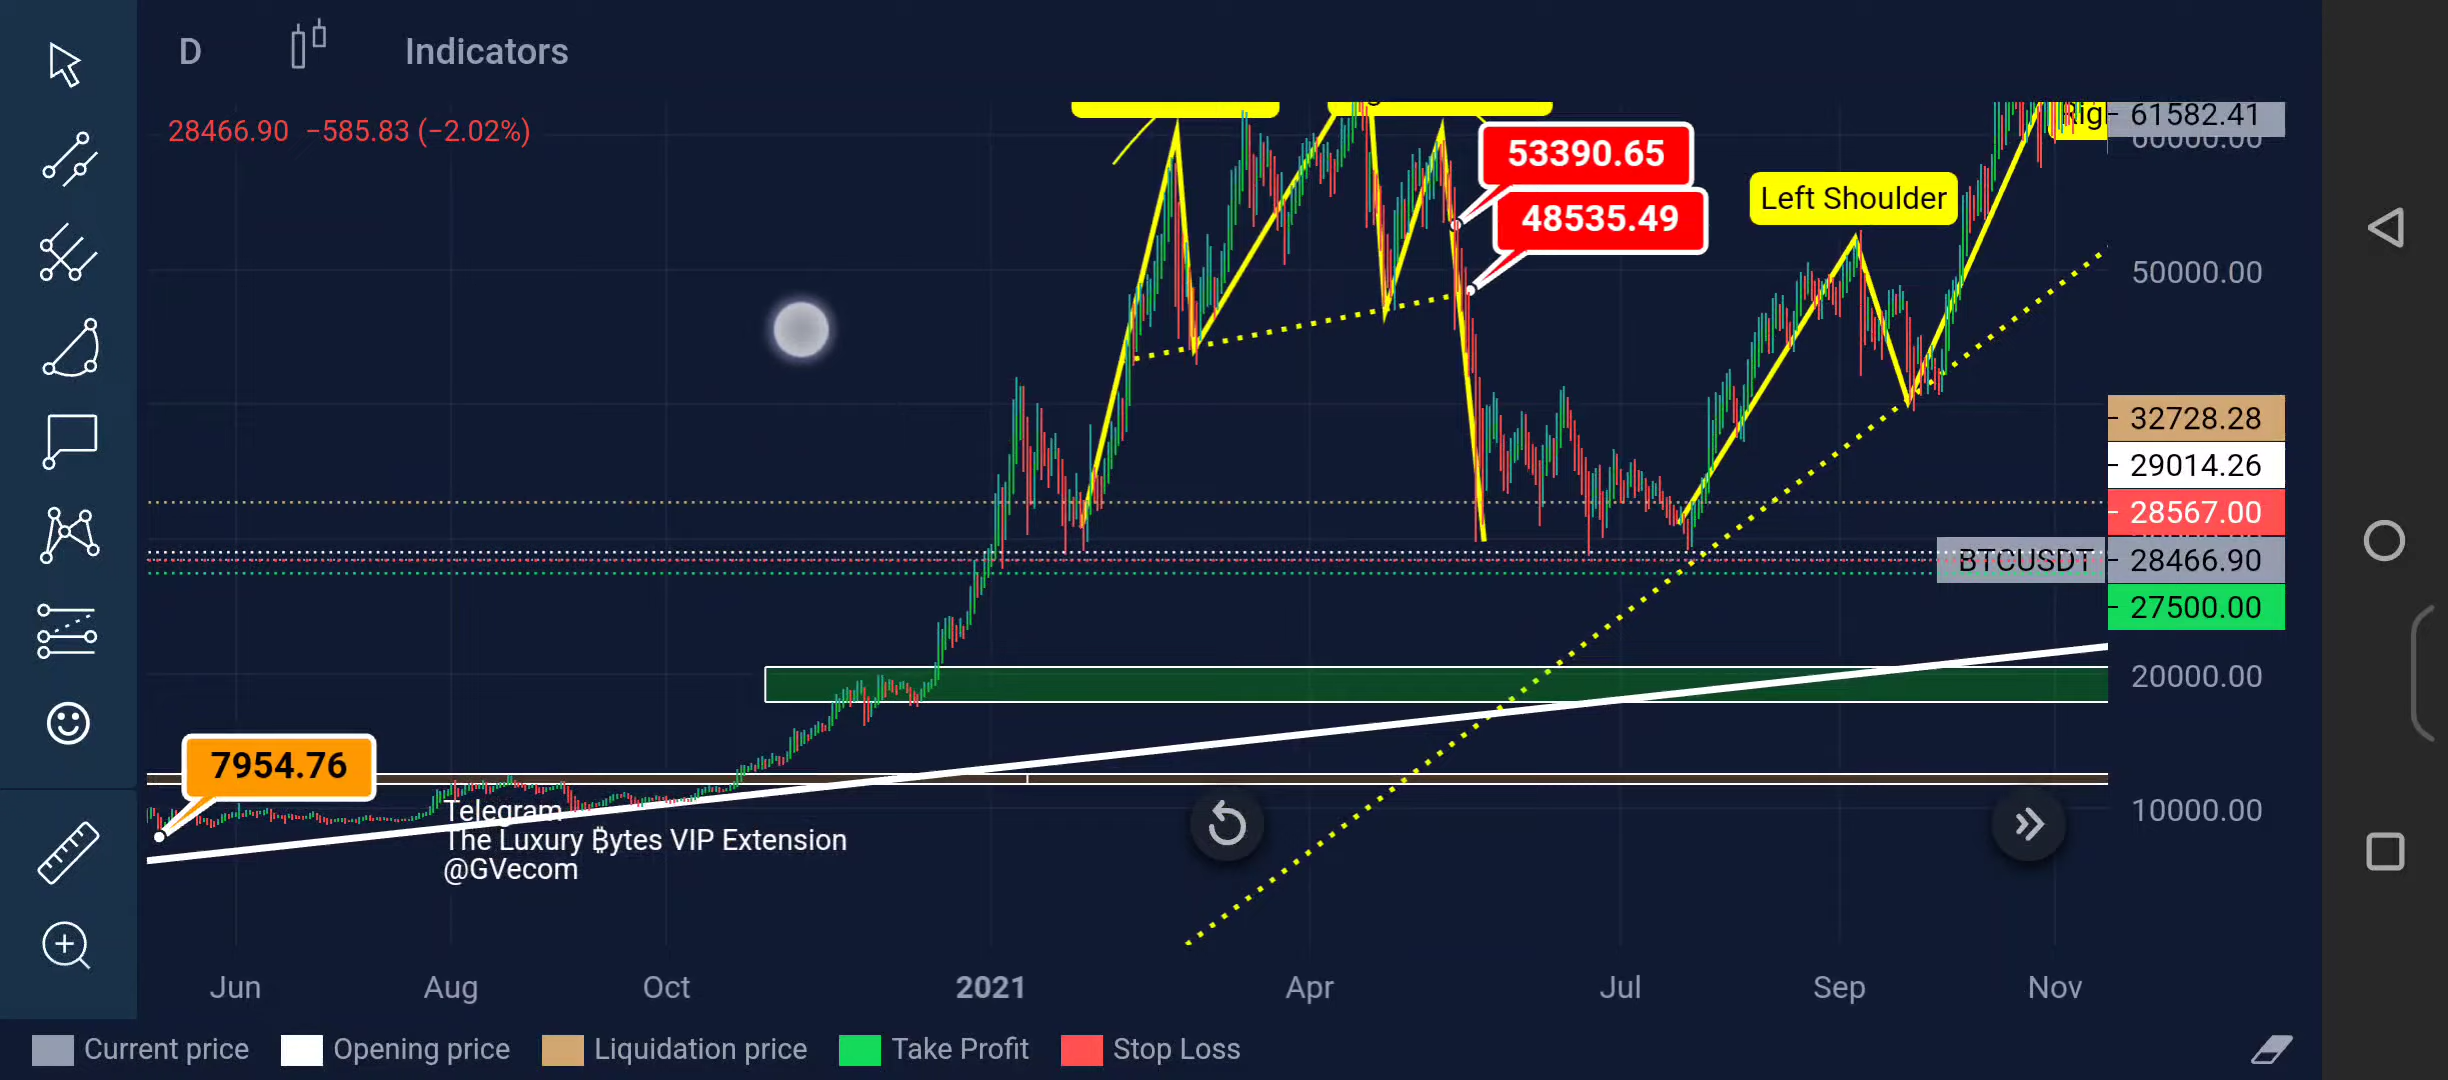 D
Indicators
28466.90 −585.83 (−2.02%)
53390.65
48535.49
Left Shoulder
Rig
61582.41
60000.00
50000.00
32728.28
29014.26
28567.00
BTCUSDT
28466.90
27500.00
20000.00
10000.00
7954.76
Telegram
The Luxury ₿ytes VIP Extension
@GVecom
Jun
Aug
Oct
2021
Apr
Jul
Sep
Nov
Current price
Opening price
Liquidation price
Take Profit
Stop Loss